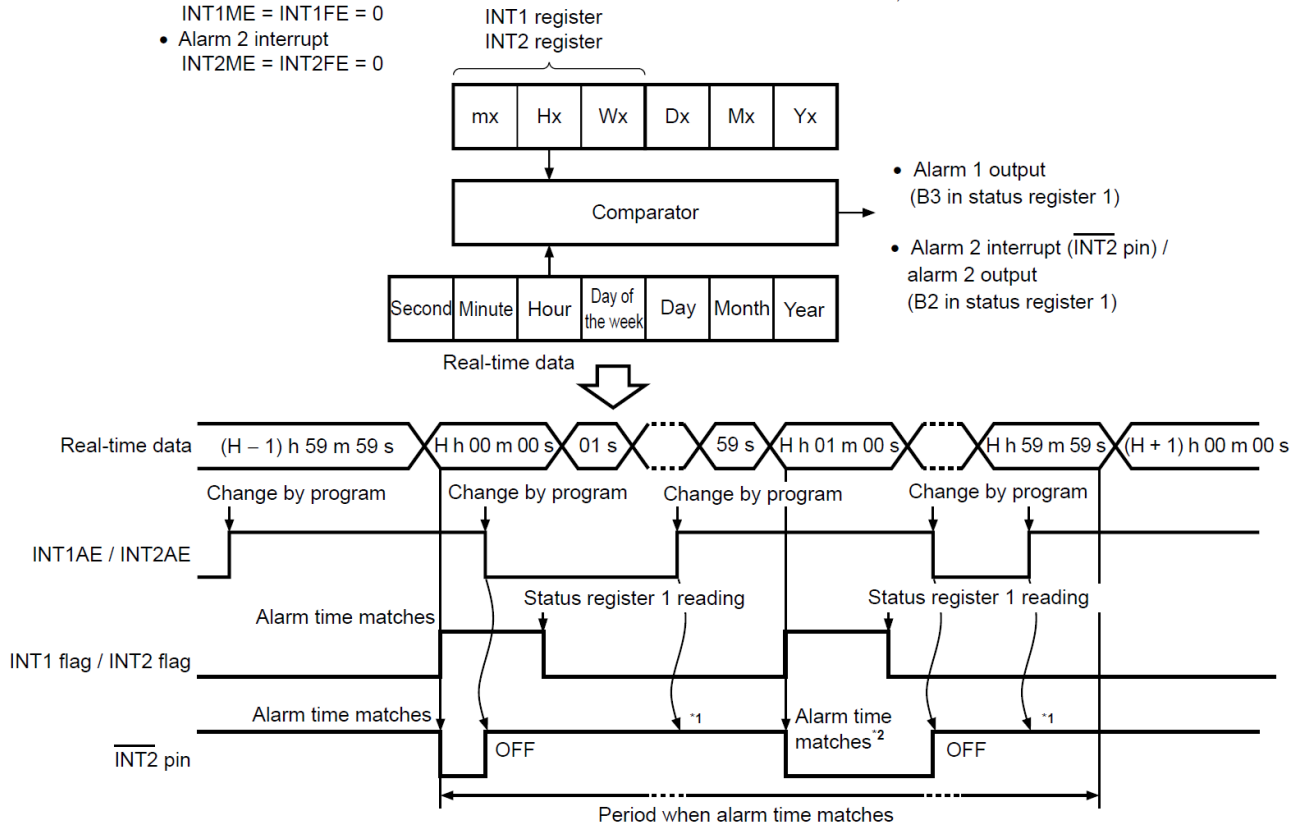 INT1ME = INT1FE = 0
• Alarm 2 interrupt
INT2ME = INT2FE = 0
INT1 register
INT2 register
mx Hx Wx Dx Mx Yx
Comparator
• Alarm 1 output
(B3 in status register 1)
• Alarm 2 interrupt (INT2 pin) /
alarm 2 output
(B2 in status register 1)
Second Minute Hour Day of the week Day Month Year
Real-time data
Real-time data (H − 1) h 59 m 59 s H h 00 m 00 s 01 s 59 s H h 01 m 00 s H h 59 m 59 s (H + 1) h 00 m 00 s
Change by program Change by program Change by program Change by program
INT1AE / INT2AE
Status register 1 reading Status register 1 reading
Alarm time matches
INT1 flag / INT2 flag
Alarm time matches *1 Alarm time matches*2 *1
INT2 pin OFF OFF
Period when alarm time matches